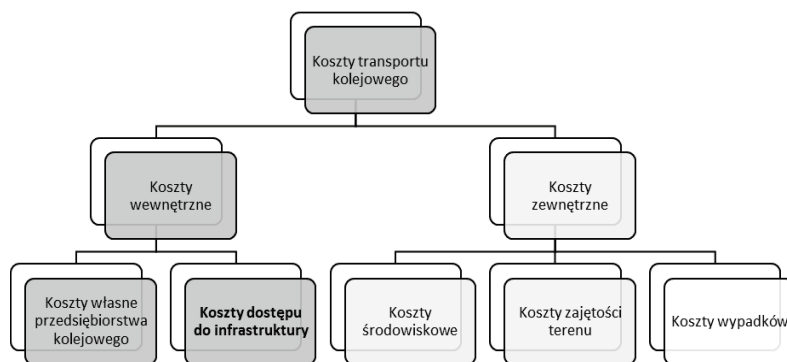 Koszty transportu
kolejowego
Koszty
wewnętrzne
Koszty
zewnętrzne
Koszty własne
przedsiębiorstwa
kolejowego
Koszty dostępu
do infrastruktury
Koszty
środowiskowe
Koszty zajętości
terenu
Koszty wypadków